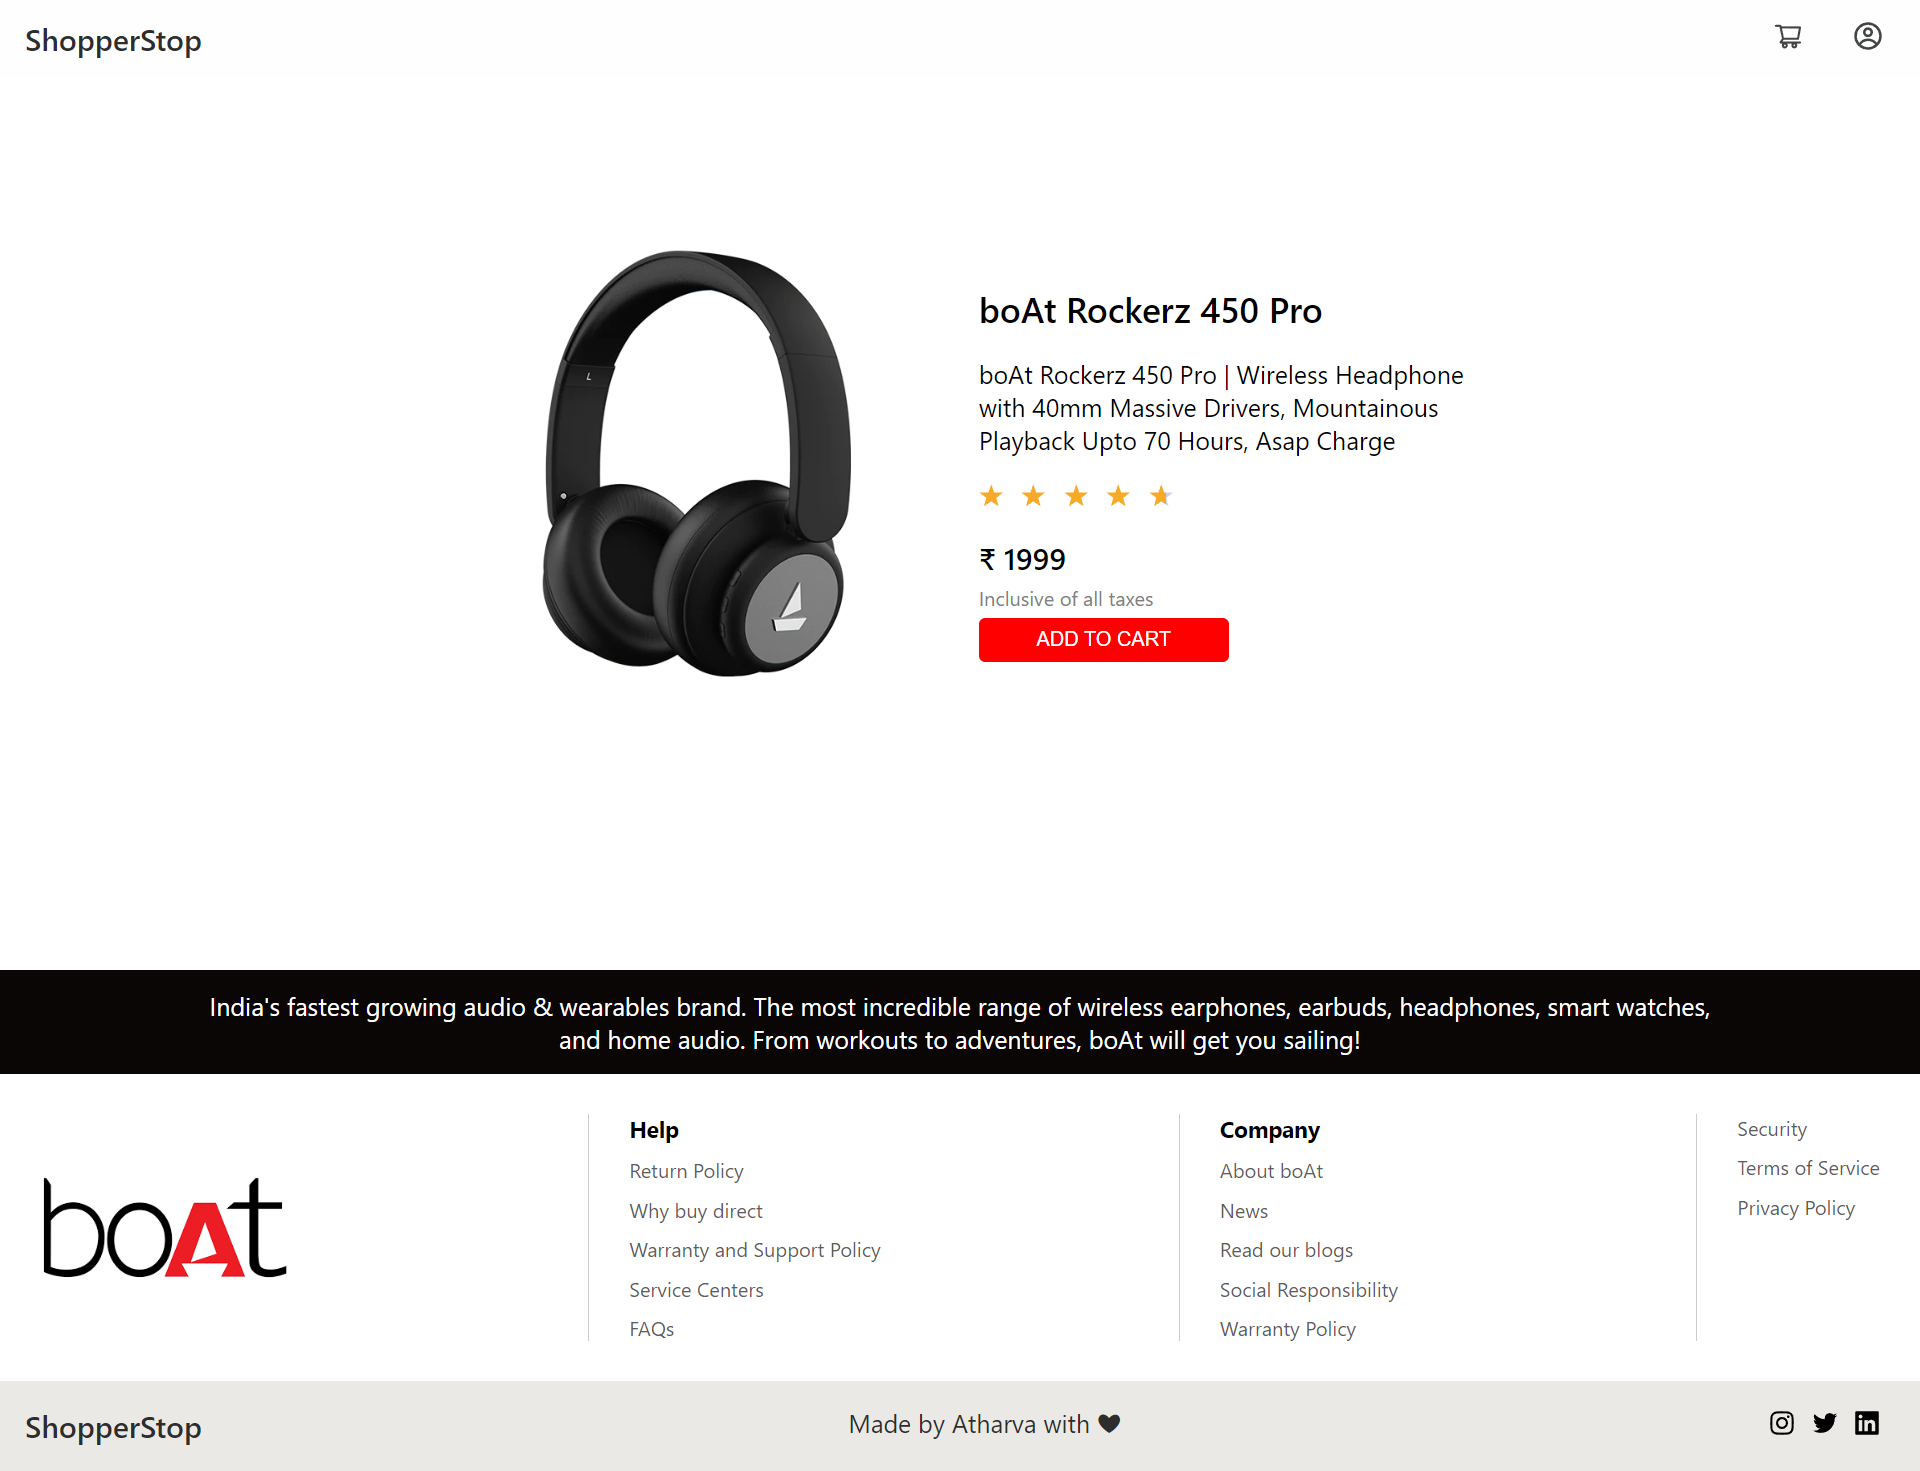 ShopperStop
L
boAt Rockerz 450 Pro
boAt Rockerz 450 Pro | Wireless Headphone
with 40mm Massive Drivers, Mountainous
Playback Upto 70 Hours, Asap Charge
₹ 1999
Inclusive of all taxes
ADD TO CART
India's fastest growing audio & wearables brand. The most incredible range of wireless earphones, earbuds, headphones, smart watches,
and home audio. From workouts to adventures, boAt will get you sailing!
boAt
Help
Return Policy
Why buy direct
Warranty and Support Policy
Service Centers
FAQs
Company
About boAt
News
Read our blogs
Social Responsibility
Warranty Policy
Security
Terms of Service
Privacy Policy
ShopperStop
Made by Atharva with